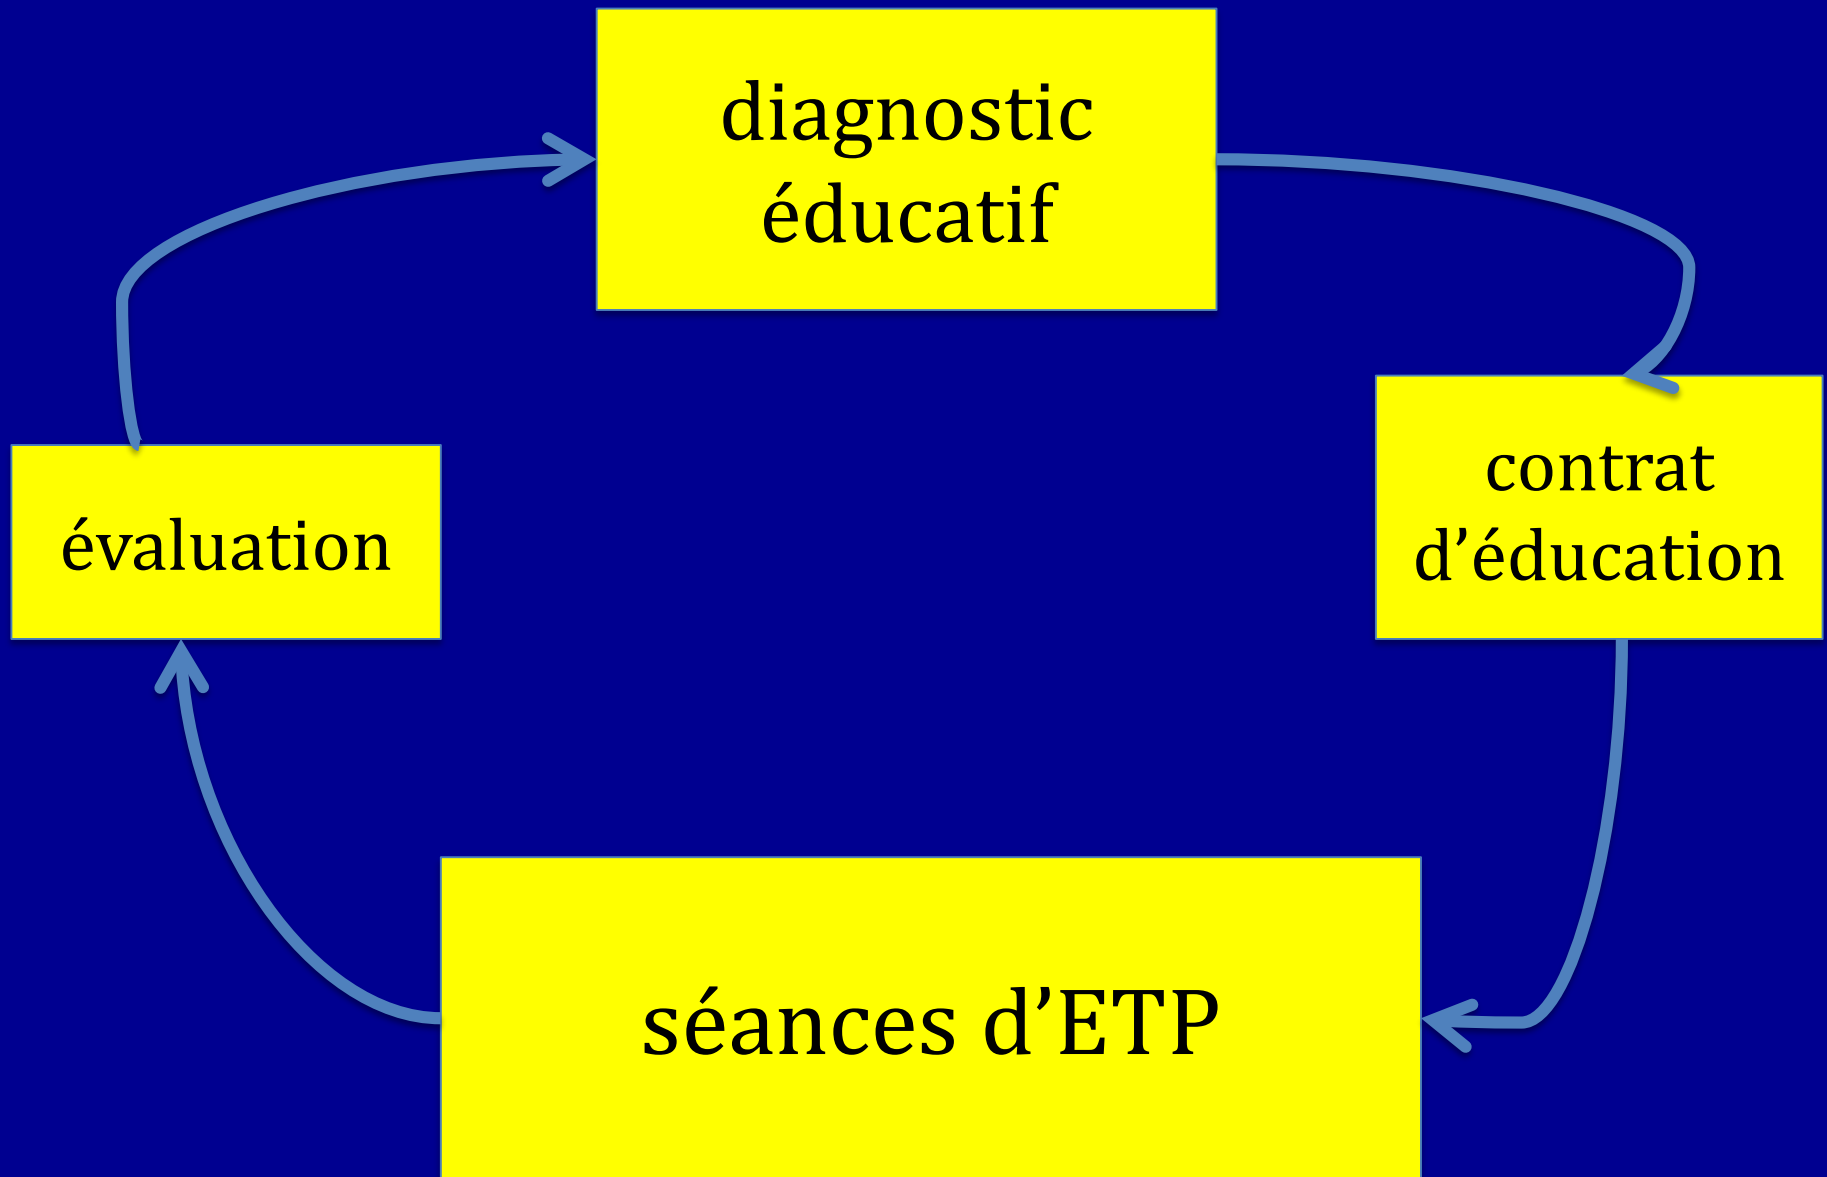 diagnostic
éducatif
contrat
d’éducation
évaluation
séances d’ETP